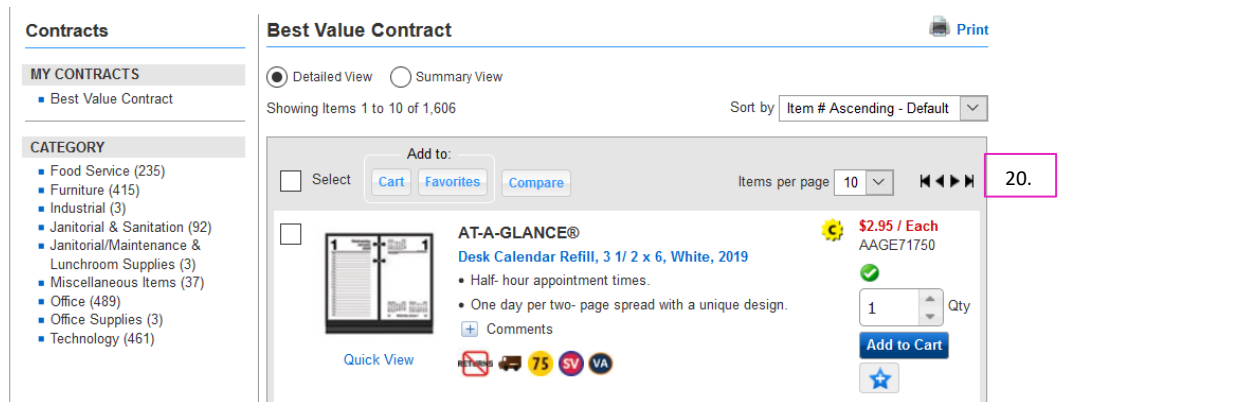 Contracts
MY CONTRACTS
Best Value Contract
CATEGORY
Food Service (235)
Furniture (415)
Industrial (3)
Janitorial & Sanitation (92)
Janitorial/Maintenance &
Lunchroom Supplies (3)
Miscellaneous Items (37)
Office (489)
Office Supplies (3)
Technology (461)
Best Value Contract
Print
Detailed View Summary View
Showing Items 1 to 10 of 1,606
Sort by Item # Ascending - Default
Add to:
Select Cart Favorites Compare
Items per page 10
20.
1 1
AT-A-GLANCE®
Desk Calendar Refill, 3 1/ 2 x 6, White, 2019
• Half- hour appointment times.
• One day per two- page spread with a unique design.
+ Comments
Quick View
RETURNS 75 SV VA
C $2.95 / Each
AAGE71750
1 Qty
Add to Cart